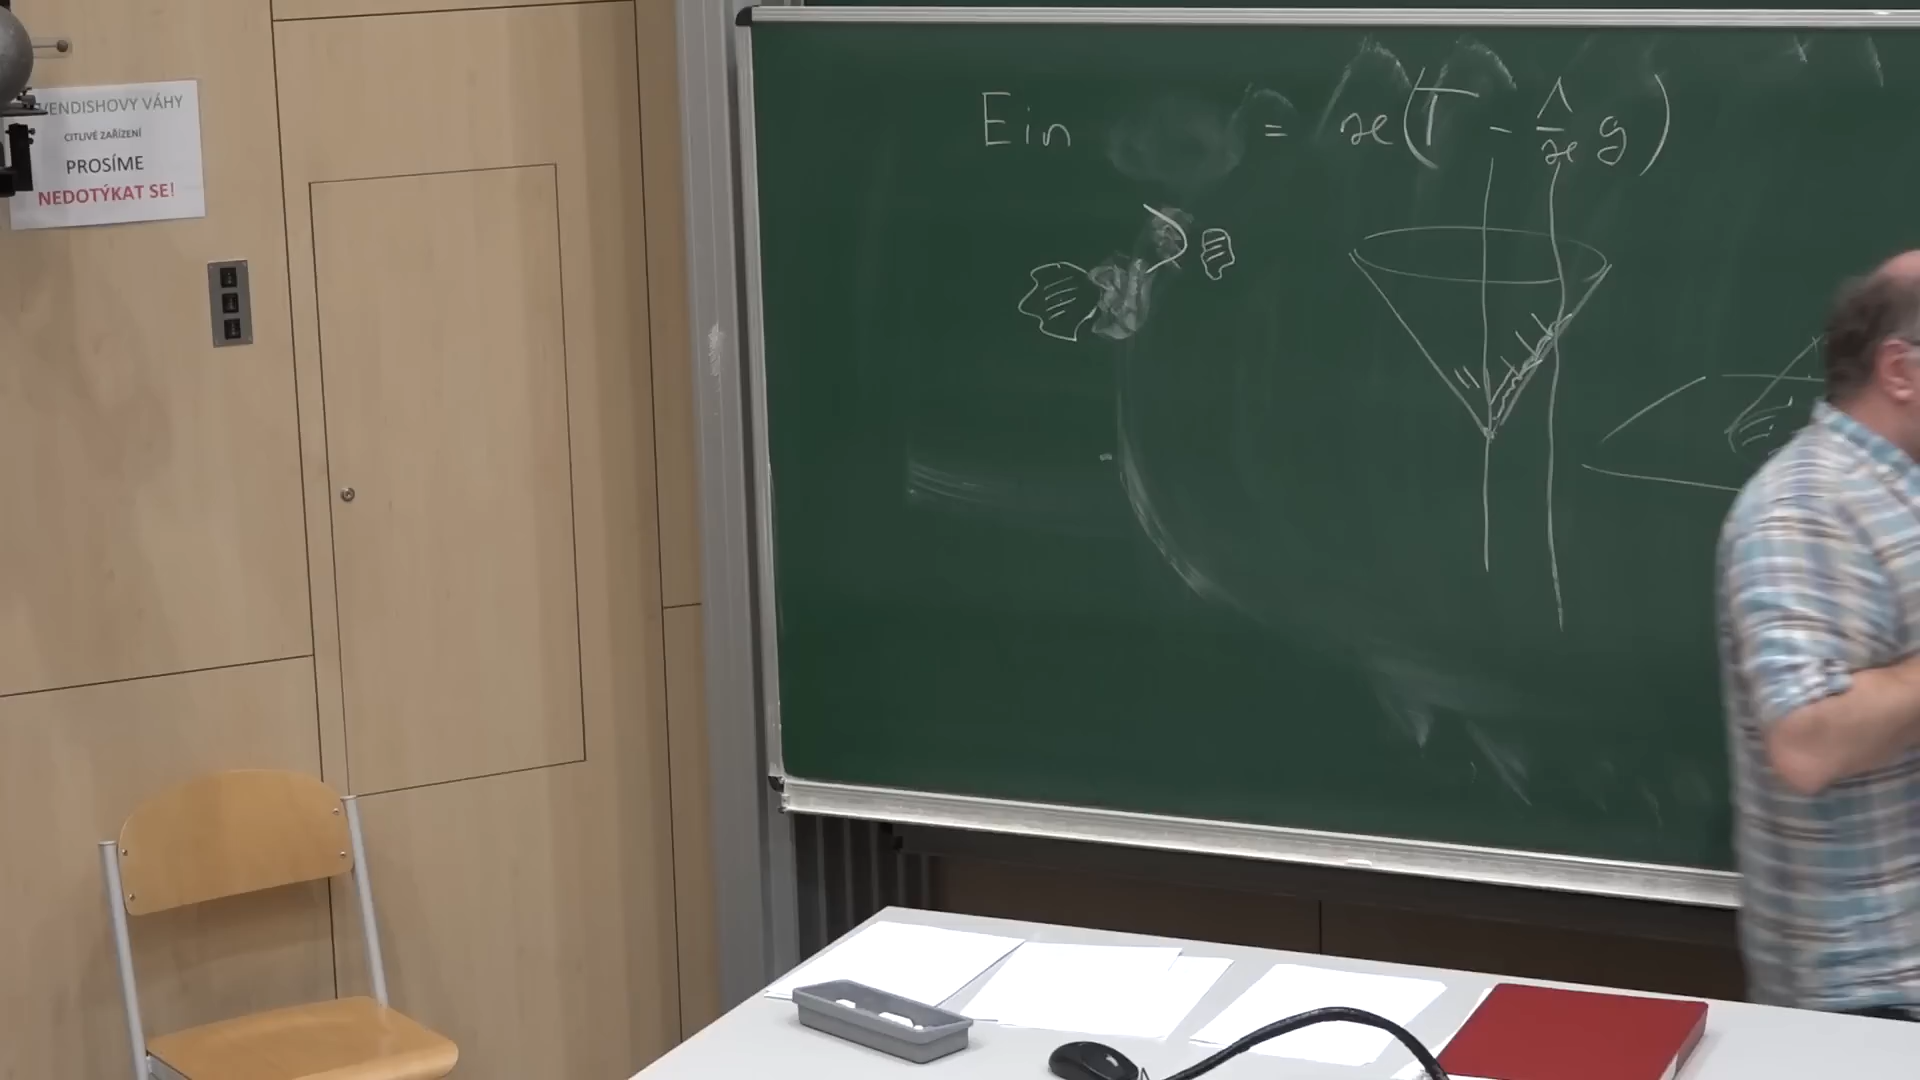 VENDISHOVY VÁHY
CITLIVÉ ZAŘÍZENÍ
PROSÍME
NEDOTÝKAT SE!
Ein = æ(T - Λ/æ g)